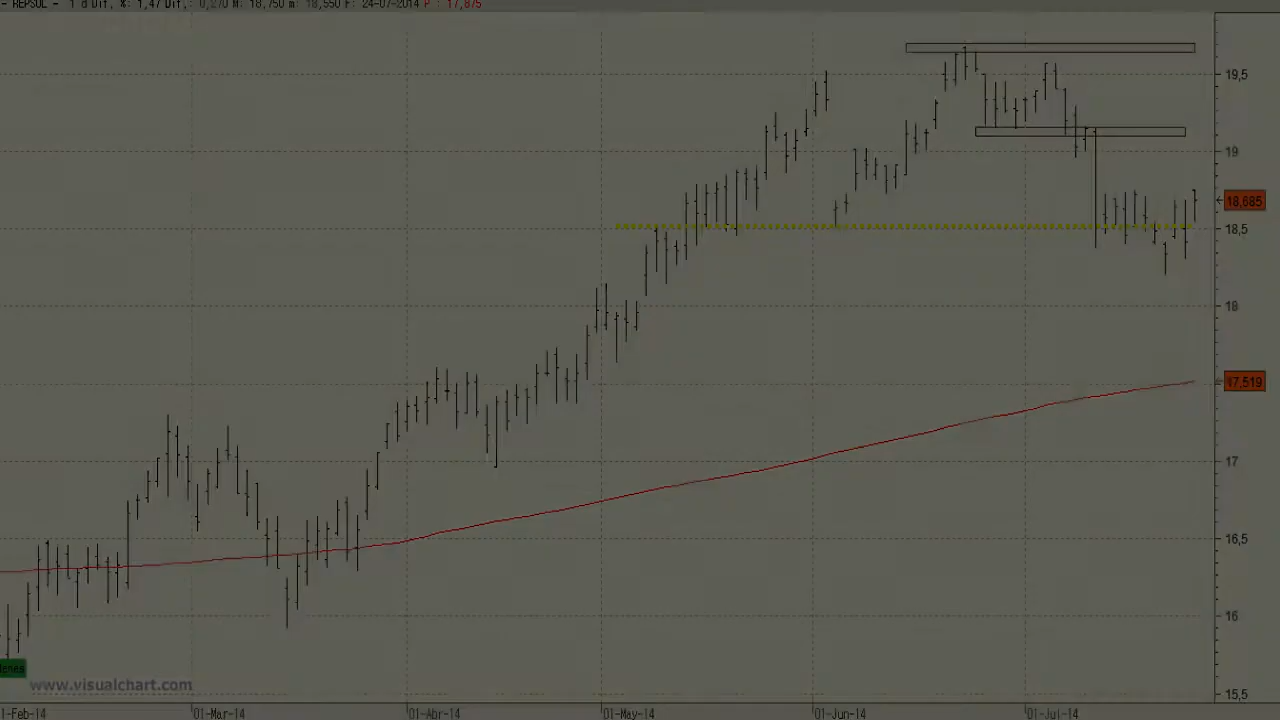 - REPSOL - 1 d Dif. %: 1,47 Dif.: 0,270 M: 18,750 m: 18,550 F: 24-07-2014 P : 17,875
19,5
19
18,685
18,5
18
17,519
17
16,5
16
15,5
www.visualchart.com
01-Mar-14
01-Abr-14
01-May-14
01-Jun-14
01-Jul-14